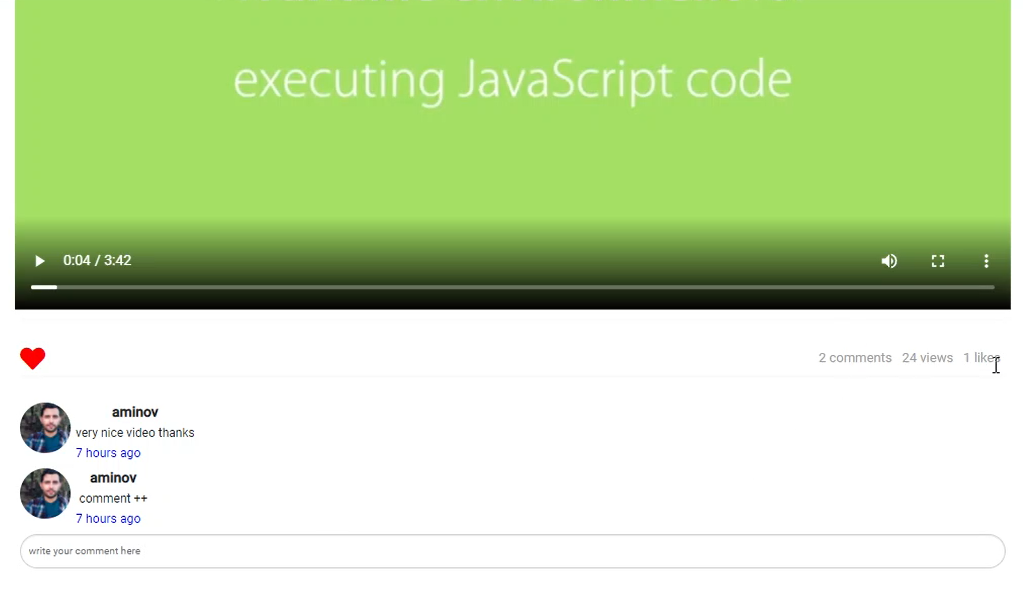 executing JavaScript code
0:04 / 3:42
2 comments 24 views 1 likes
aminov
very nice video thanks
7 hours ago
aminov
comment ++
7 hours ago
write your comment here